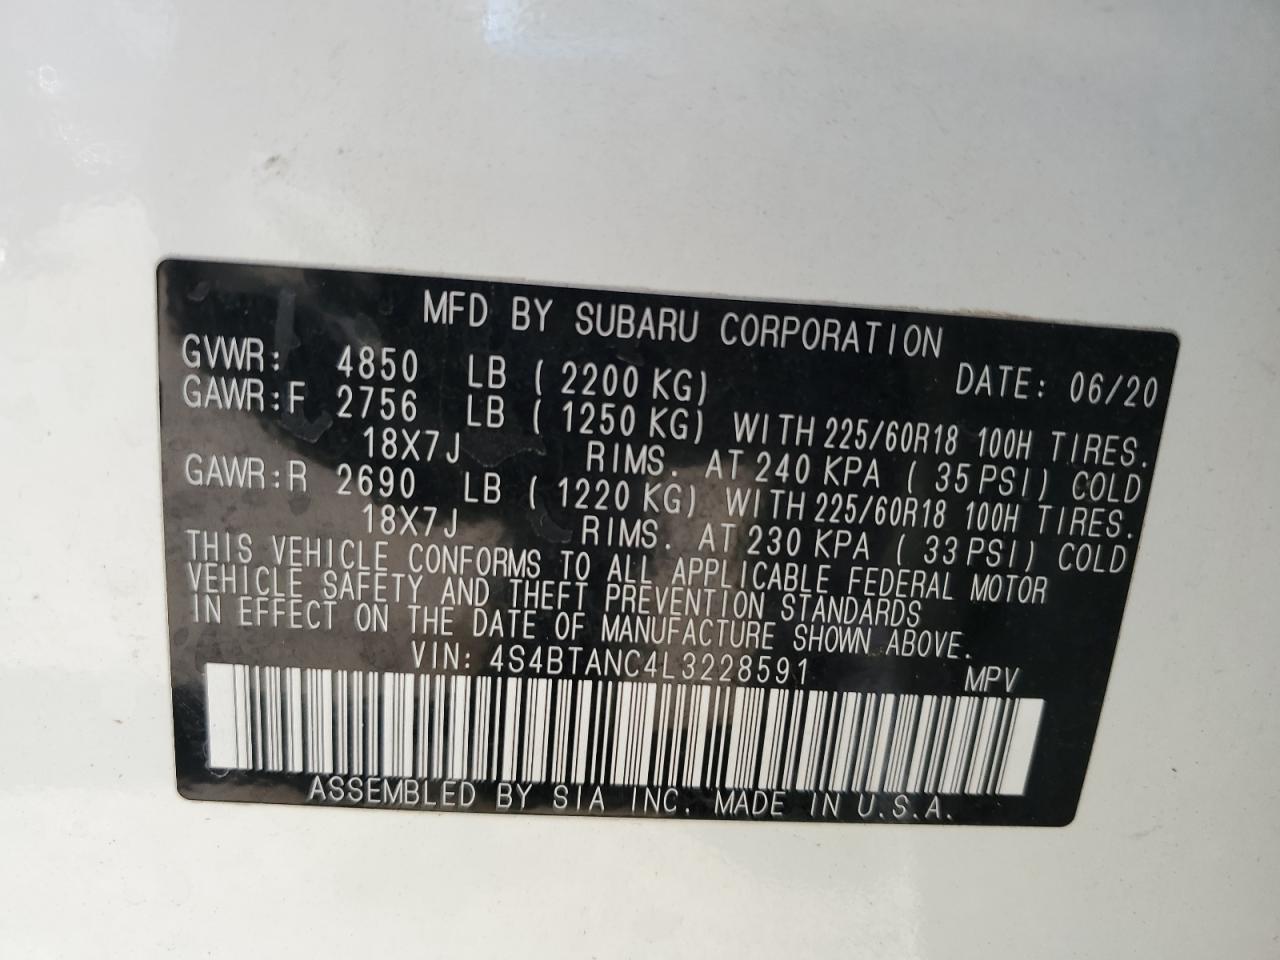 MFD BY SUBARU CORPORATION
GVWR: 4850 LB ( 2200 KG) DATE: 06/20
GAWR:F 2756 LB ( 1250 KG) WITH 225/60R18 100H TIRES.
18X7J RIMS. AT 240 KPA ( 35 PSI) COLD
GAWR:R 2690 LB ( 1220 KG) WITH 225/60R18 100H TIRES.
18X7J RIMS. AT 230 KPA ( 33 PSI) COLD
THIS VEHICLE CONFORMS TO ALL APPLICABLE FEDERAL MOTOR
VEHICLE SAFETY AND THEFT PREVENTION STANDARDS
IN EFFECT ON THE DATE OF MANUFACTURE SHOWN ABOVE.
VIN: 4S4BTANC4L3228591 MPV
ASSEMBLED BY SIA INC. MADE IN U.S.A.